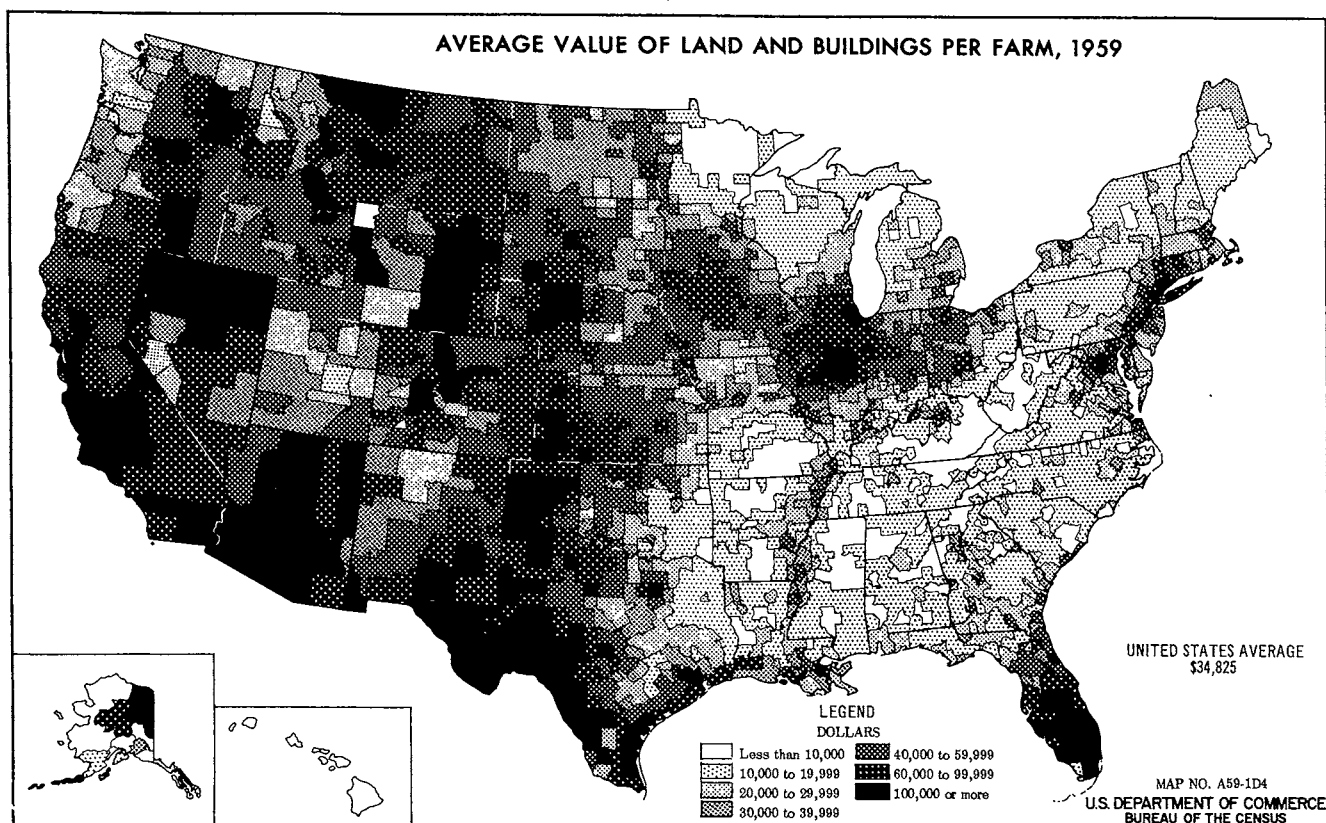 AVERAGE VALUE OF LAND AND BUILDINGS PER FARM, 1959
UNITED STATES AVERAGE
$34,825
LEGEND
DOLLARS
Less than 10,000
10,000 to 19,999
20,000 to 29,999
30,000 to 39,999
40,000 to 59,999
60,000 to 99,999
100,000 or more
MAP NO. A59-1D4
U.S. DEPARTMENT OF COMMERCE
BUREAU OF THE CENSUS